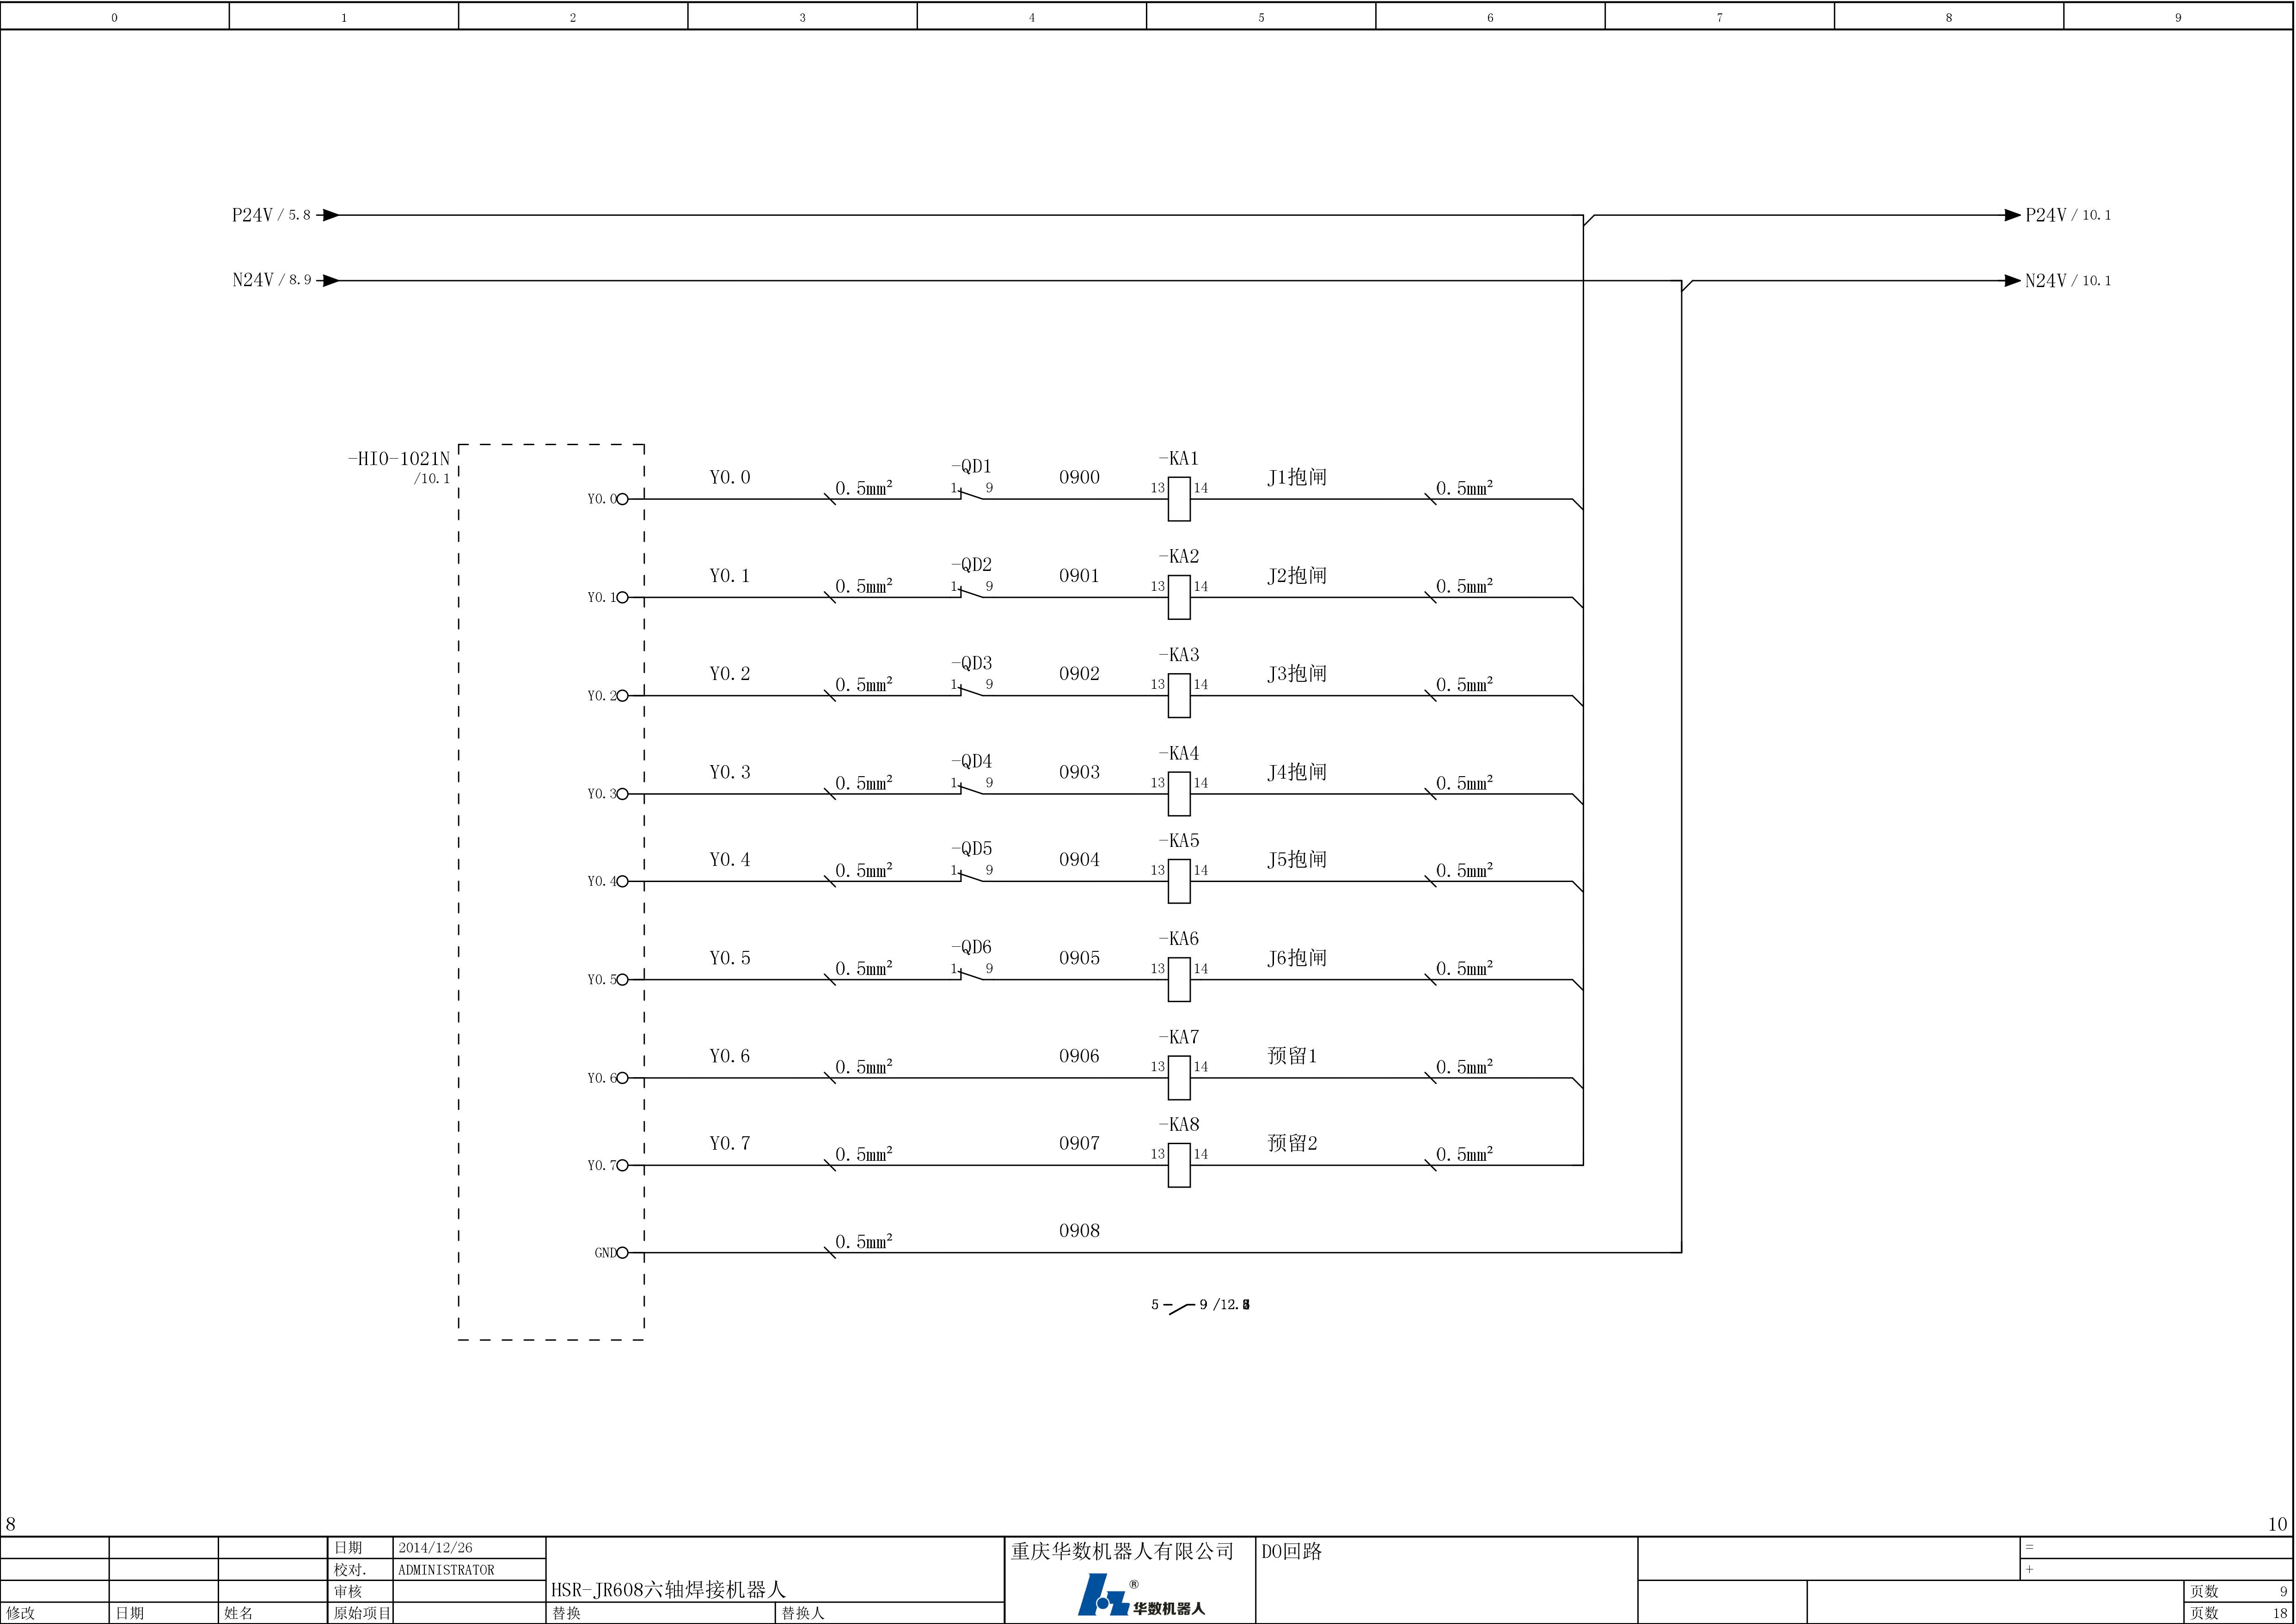 0 1 2 3 4 5 6 7 8 9
P24V / 5.8 P24V / 10.1
N24V / 8.9 N24V / 10.1
-HIO-1021N
/10.1
Y0.0 Y0.0 0.5mm² -QD1 1 9 0900 -KA1 13 14 J1抱闸 0.5mm²
Y0.1 Y0.1 0.5mm² -QD2 1 9 0901 -KA2 13 14 J2抱闸 0.5mm²
Y0.2 Y0.2 0.5mm² -QD3 1 9 0902 -KA3 13 14 J3抱闸 0.5mm²
Y0.3 Y0.3 0.5mm² -QD4 1 9 0903 -KA4 13 14 J4抱闸 0.5mm²
Y0.4 Y0.4 0.5mm² -QD5 1 9 0904 -KA5 13 14 J5抱闸 0.5mm²
Y0.5 Y0.5 0.5mm² -QD6 1 9 0905 -KA6 13 14 J6抱闸 0.5mm²
Y0.6 Y0.6 0.5mm² 0906 -KA7 13 14 预留1 0.5mm²
Y0.7 Y0.7 0.5mm² 0907 -KA8 13 14 预留2 0.5mm²
GND 0.5mm² 0908
5 9 /12.
8 10
日期 2014/12/26 重庆华数机器人有限公司 DO回路 =
校对. ADMINISTRATOR +
审核 HSR-JR608六轴焊接机器人 ® 华数机器人 页数 9
修改 日期 姓名 原始项目 替换 替换人 页数 18